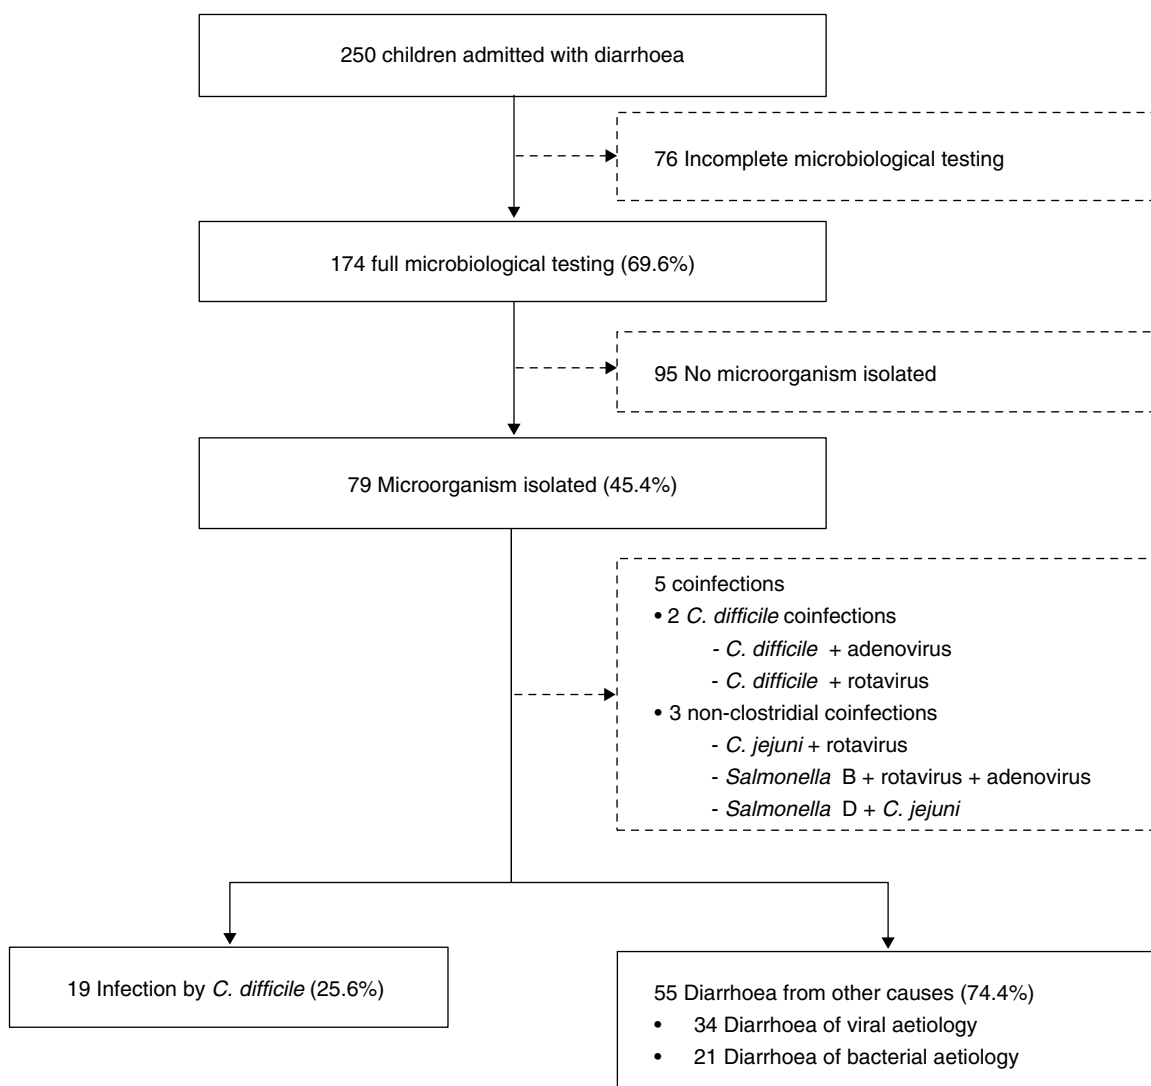 250 children admitted with diarrhoea
76 Incomplete microbiological testing
174 full microbiological testing (69.6%)
95 No microorganism isolated
79 Microorganism isolated (45.4%)
5 coinfections
• 2 C. difficile coinfections
- C. difficile + adenovirus
- C. difficile + rotavirus
• 3 non-clostridial coinfections
- C. jejuni + rotavirus
- Salmonella B + rotavirus + adenovirus
- Salmonella D + C. jejuni
19 Infection by C. difficile (25.6%)
55 Diarrhoea from other causes (74.4%)
• 34 Diarrhoea of viral aetiology
• 21 Diarrhoea of bacterial aetiology